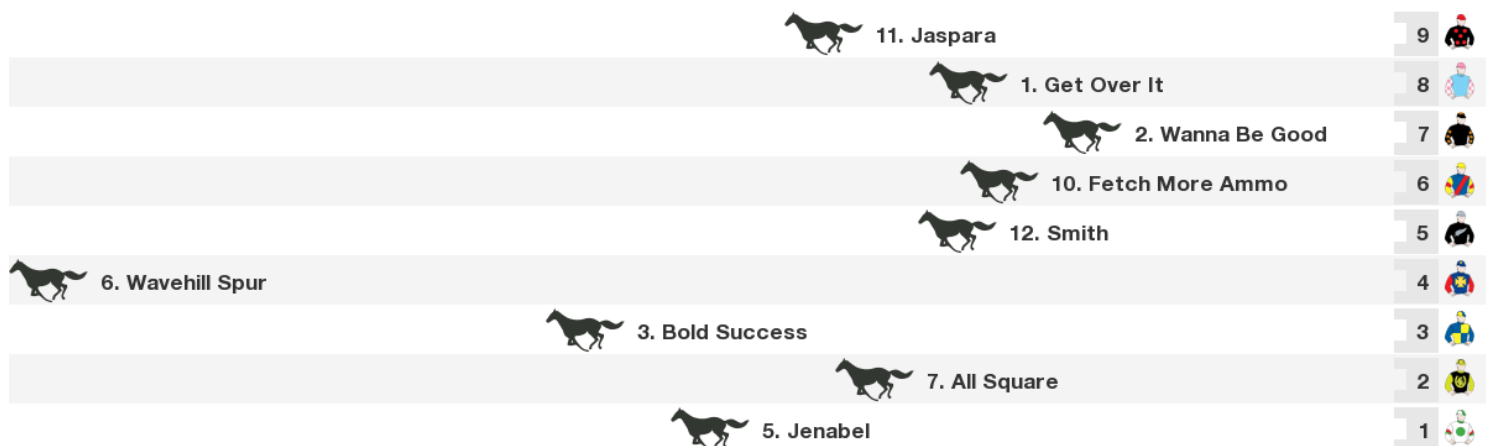 11. Jaspara 9
1. Get Over It 8
2. Wanna Be Good 7
10. Fetch More Ammo 6
12. Smith 5
6. Wavehill Spur 4
3. Bold Success 3
7. All Square 2
5. Jenabel 1